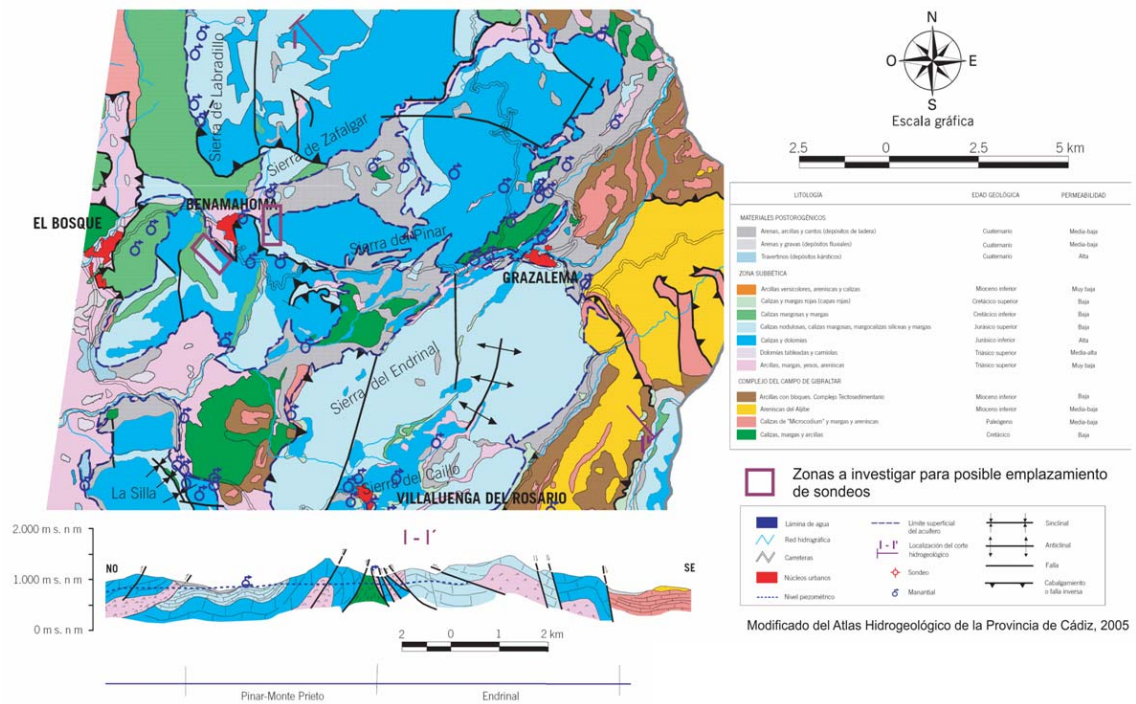 Sierra de Labradillo
Sierra de Zafalgar
EL BOSQUE
BENAMAHOMA
Sierra del Pinar
GRAZALEMA
Sierra del Endrinal
La Silla
Sierra del Caíllo
VILLALUENGA DEL ROSARIO
I
I'
N
O
E
S
Escala gráfica
2.5 0 5 km
LITOLOGÍA EDAD GEOLÓGICA PERMEABILIDAD
MATERIALES POSTOROGÉNICOS
Arenas, arcillas y cantos (depósitos de ladera) Cuaternario Media-baja
Arenas y gravas (depósitos fluviales) Cuaternario Media-baja
Travertinos (depósitos kársticos) Cuaternario Alta
ZONA SUBBÉTICA
Arcillas versicolores, areniscas y calizas Mioceno inferior Muy baja
Calizas y margas rojas (capas rojas) Cretácico superior Baja
Calizas margosas y margas Cretácico inferior Baja
Calizas nodulosas, calizas margosas, margocalizas silíceas y margas Jurásico superior Baja
Calizas y dolomías Jurásico inferior Alta
Dolomías tableadas y carniolas Triásico superior Media-alta
Arcillas, margas, yesos, areniscas Triásico superior Muy baja
COMPLEJO DEL CAMPO DE GIBRALTAR
Arcillas con bloques. Complejo Tectosedimentario Mioceno inferior Baja
Areniscas del Aljibe Mioceno inferior Media-baja
Calizas de "Microcodium" y margas y areniscas Paleógeno Media-baja
Calizas, margas y arcillas Cretácico Baja
Zonas a investigar para posible emplazamiento
de sondeos
Lámina de agua
Red hidrográfica
Carreteras
Núcleos urbanos
Nivel piezométrico
Límite superficial
del acuífero
I - I' Localización del corte
hidrogeológico
Sondeo
Manantial
Sinclinal
Anticlinal
Falla
Cabalgamiento
o falla inversa
Modificado del Atlas Hidrogeológico de la Provincia de Cádiz, 2005
I - I´
2.000 m s. n m
1.000 m s. n m
0 m s. n m
NO
SE
2 0 2 km
Pinar-Monte Prieto Endrinal